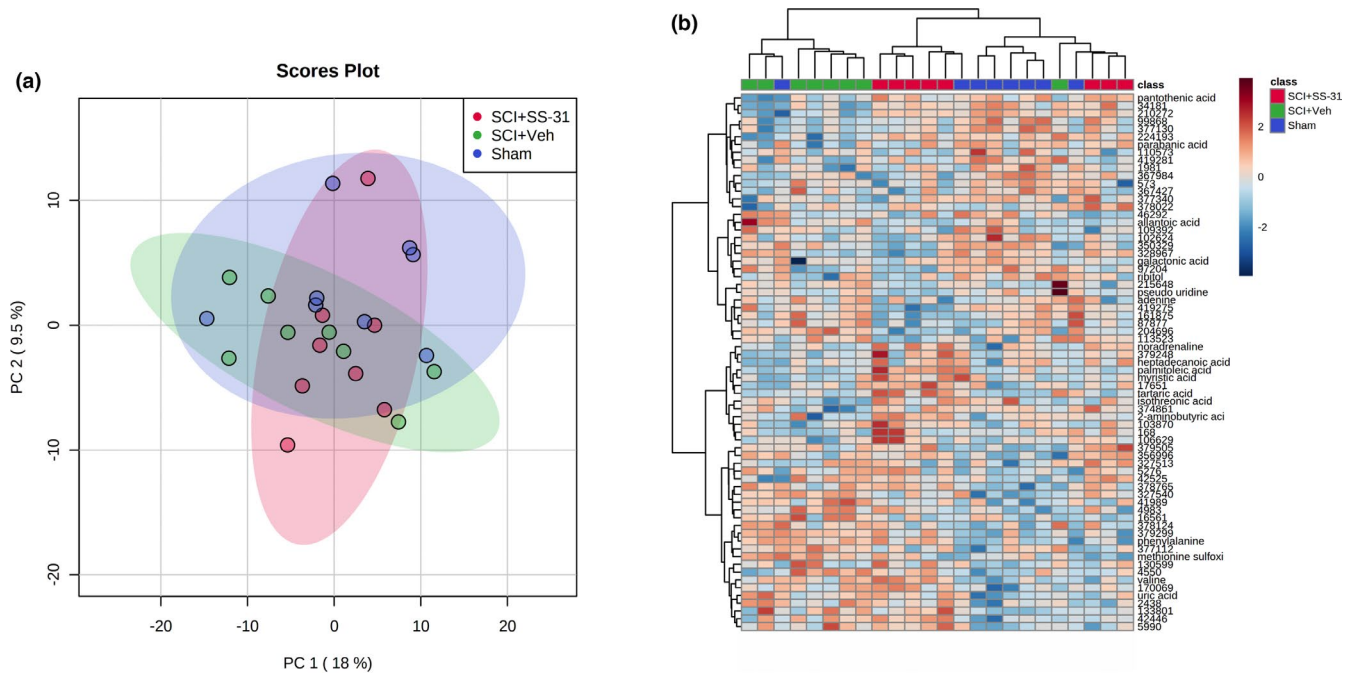 (a)
Scores Plot
SCI+SS-31
SCI+Veh
Sham
PC 2 ( 9.5 %)
10
0
-10
-20
-20
-10
0
10
20
PC 1 ( 18 %)
(b)
class
pantothenic acid
34181
210272
99868
377130
224193
parabanic acid
110573
419281
1981
367984
573
367427
377340
378022
46292
allantoic acid
109392
102624
350329
328967
galactonic acid
97204
ribitol
215648
pseudo uridine
adenine
419275
161875
87877
204696
113523
noradrenaline
379248
heptadecanoic acid
palmitoleic acid
myristic acid
17651
tartaric acid
isothreonic acid
374861
2-aminobutyric aci
103870
168
106629
379505
356996
327513
5276
42525
378765
327540
41989
4983
16561
378124
379299
phenylalanine
377112
methionine sulfoxi
130599
4550
valine
170069
uric acid
2438
133801
42446
5990
2
0
-2
class
SCI+SS-31
SCI+Veh
Sham